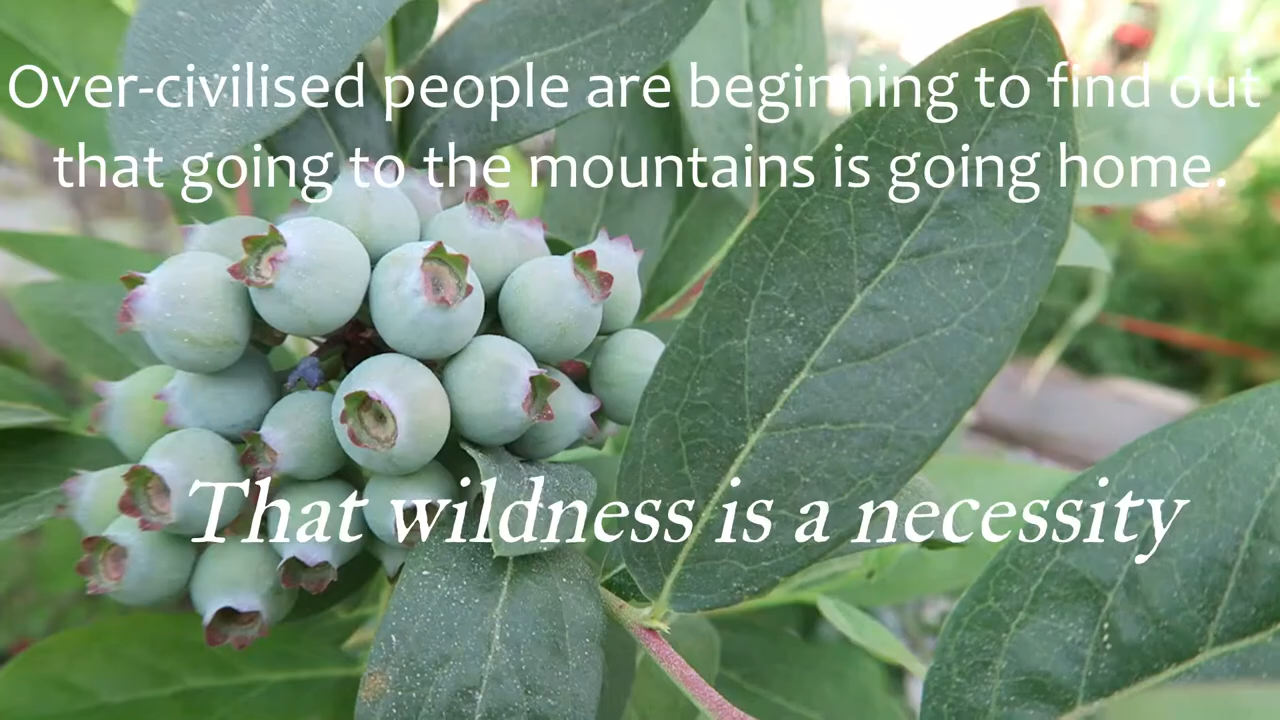 Over-civilised people are beginning to find out
that going to the mountains is going home.
That wildness is a necessity